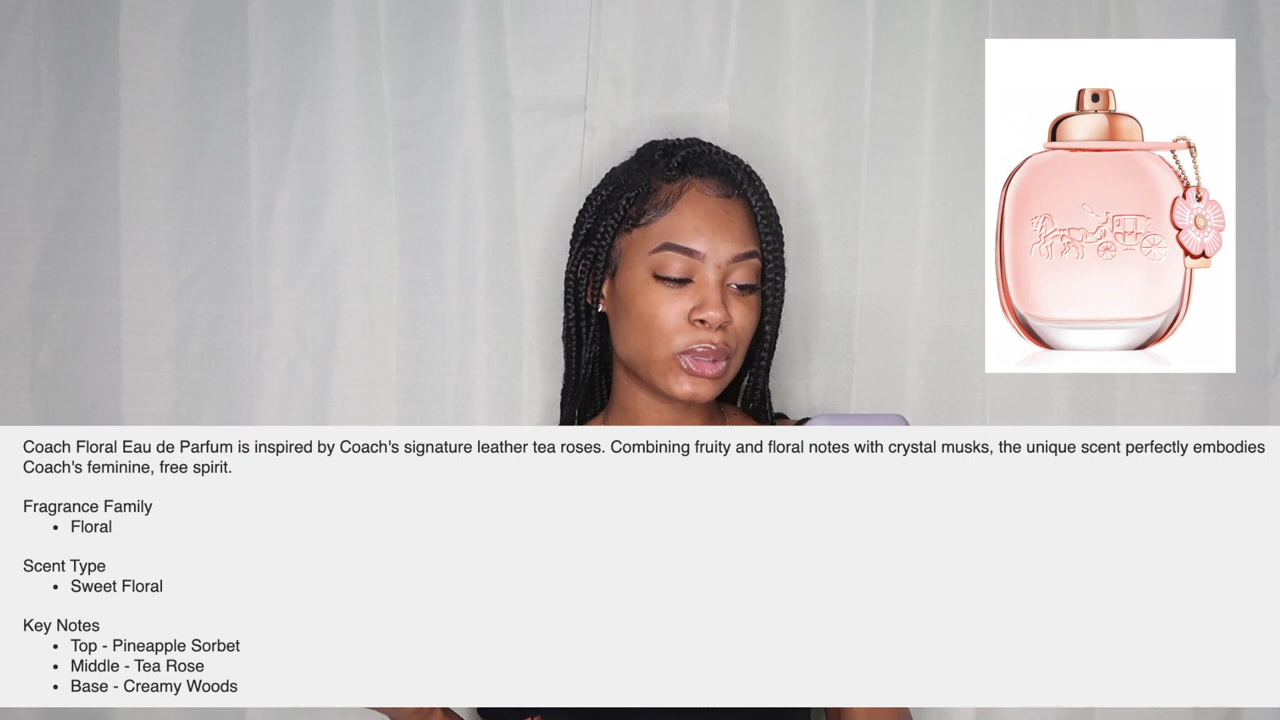 Coach Floral Eau de Parfum is inspired by Coach's signature leather tea roses. Combining fruity and floral notes with crystal musks, the unique scent perfectly embodies
Coach's feminine, free spirit.
Fragrance Family
• Floral
Scent Type
• Sweet Floral
Key Notes
• Top - Pineapple Sorbet
• Middle - Tea Rose
• Base - Creamy Woods